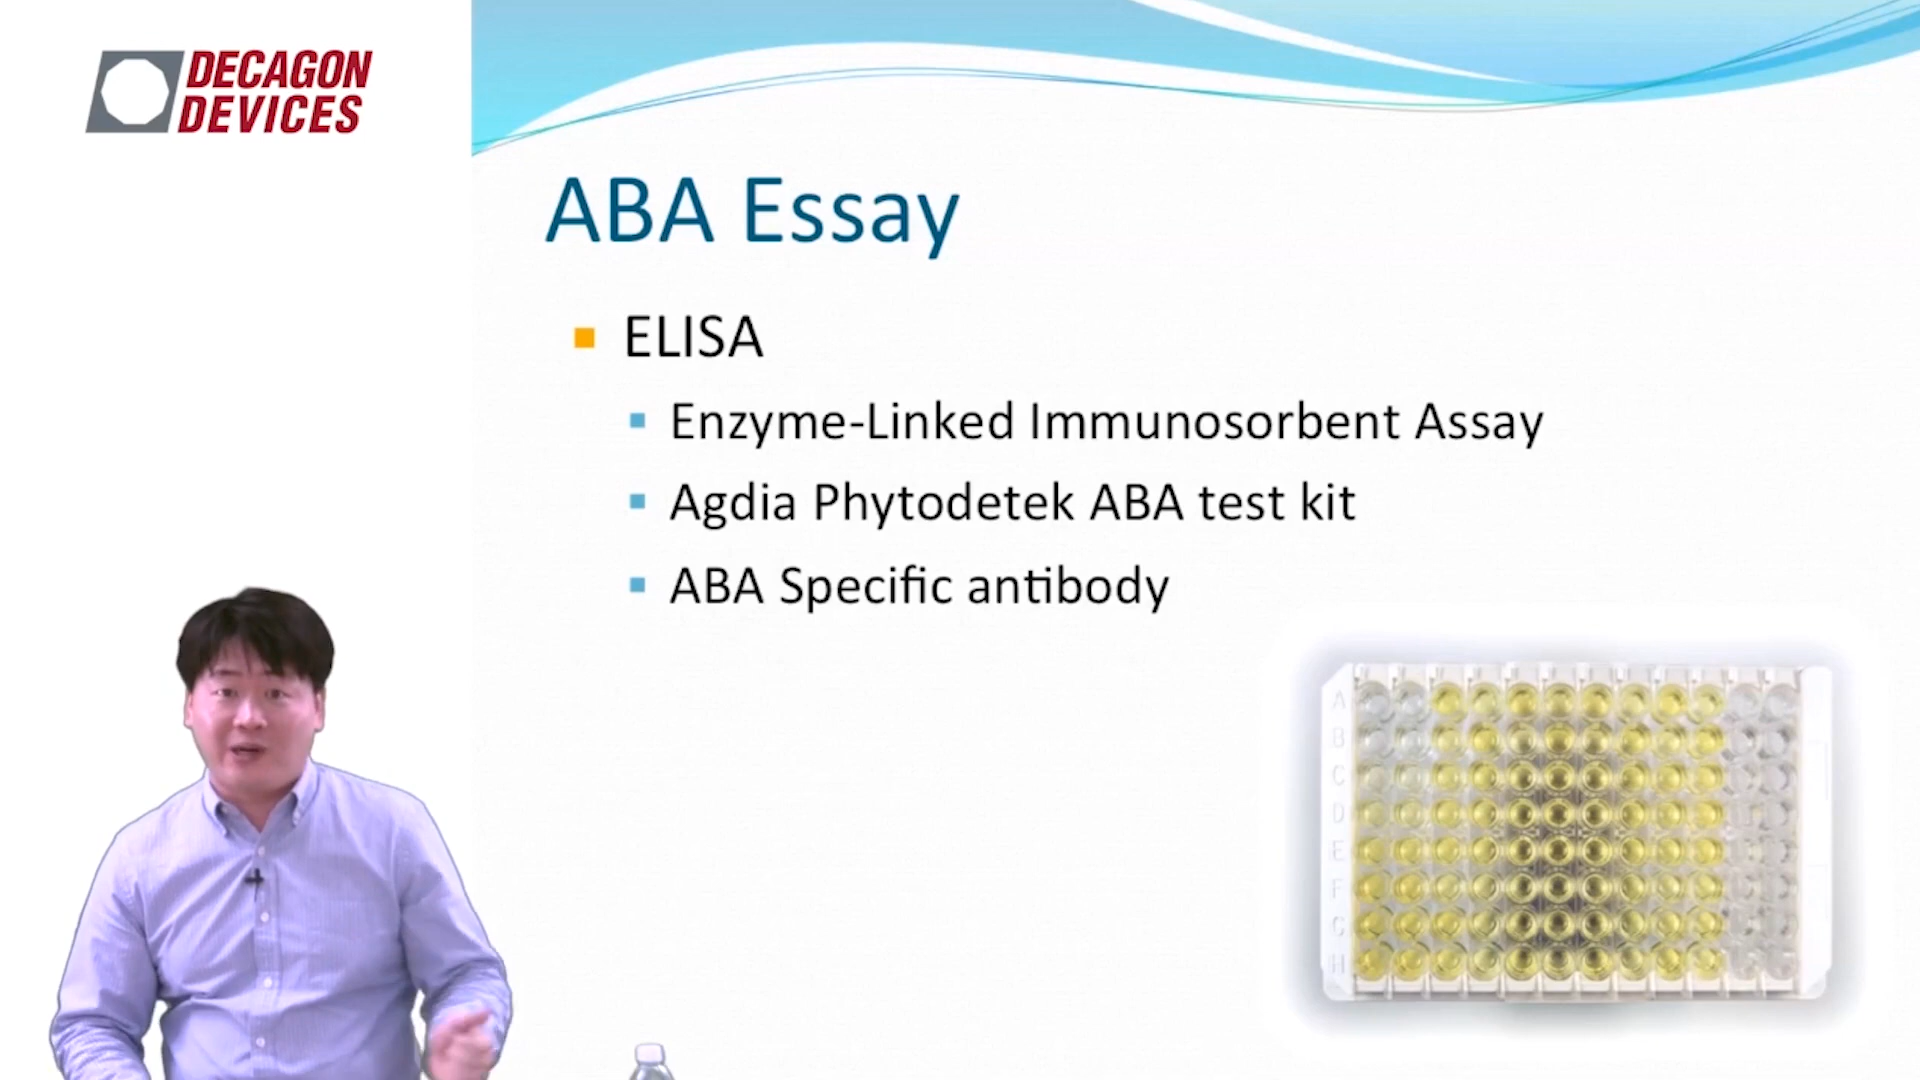 DECAGON
DEVICES
ABA Essay
ELISA
Enzyme-Linked Immunosorbent Assay
Agdia Phytodetek ABA test kit
ABA Specific antibody
A
B
C
D
E
F
G
H